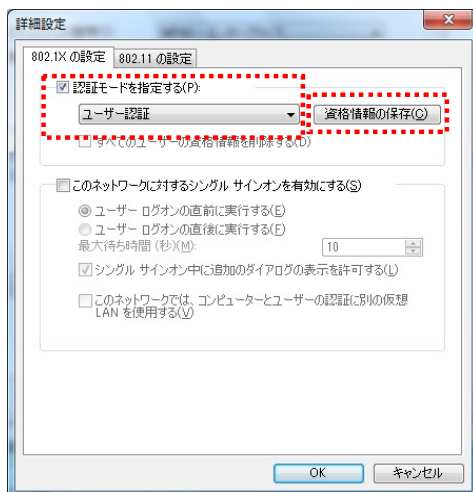 詳細設定
802.1X の設定 802.11 の設定
認証モードを指定する(P):
ユーザー認証 資格情報の保存(C)
すべてのユーザーの資格情報を削除する(D)
このネットワークに対するシングル サインオンを有効にする(S)
ユーザー ログオンの直前に実行する(E)
ユーザー ログオンの直後に実行する(F)
最大待ち時間 (秒)(M): 10
シングル サインオン中に追加のダイアログの表示を許可する(L)
このネットワークでは、コンピューターとユーザーの認証に別の仮想
LAN を使用する(V)
OK キャンセル